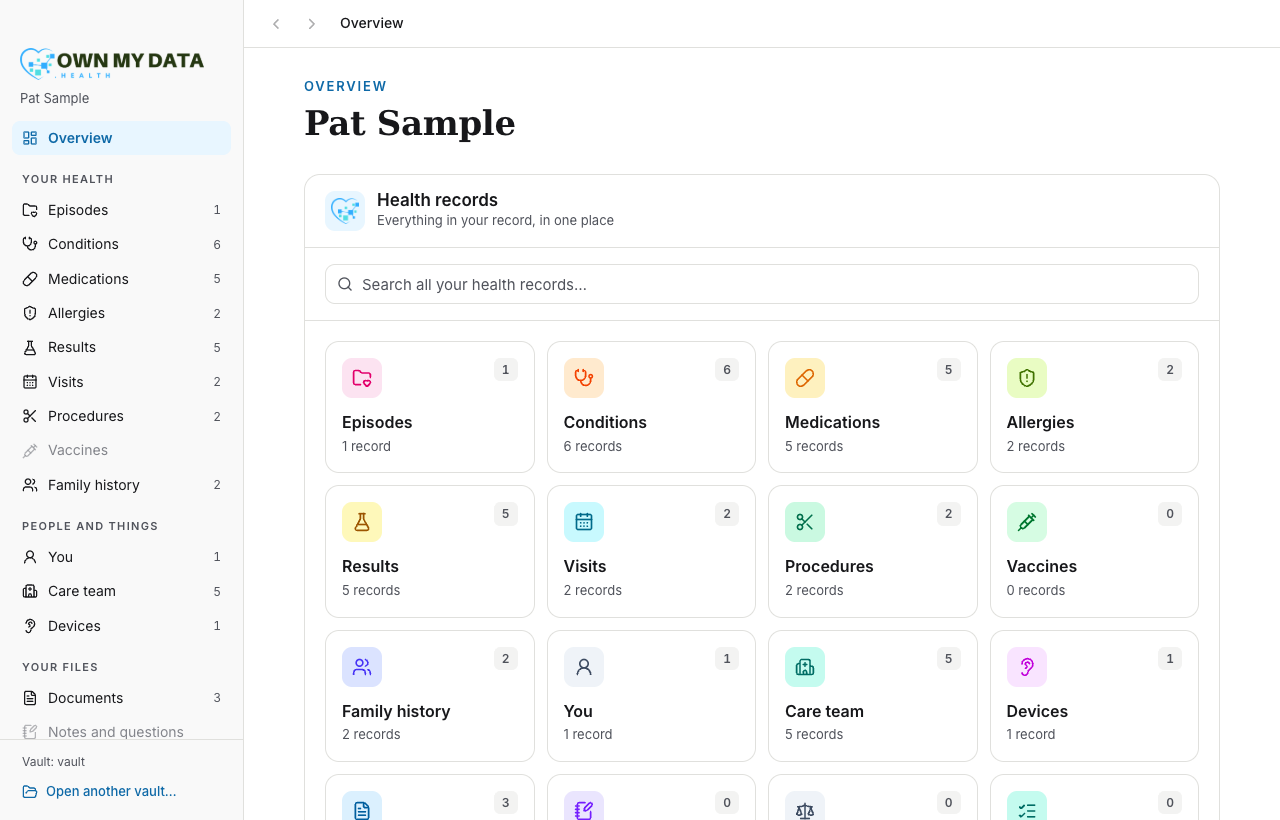 OWN MY DATA
.HEALTH
Pat Sample
Overview
YOUR HEALTH
Episodes 1
Conditions 6
Medications 5
Allergies 2
Results 5
Visits 2
Procedures 2
Vaccines
Family history 2
PEOPLE AND THINGS
You 1
Care team 5
Devices 1
YOUR FILES
Documents 3
Notes and questions
Vault: vault
Open another vault...
Overview
OVERVIEW
Pat Sample
Health records
Everything in your record, in one place
Search all your health records...
1
Episodes
1 record
6
Conditions
6 records
5
Medications
5 records
2
Allergies
2 records
5
Results
5 records
2
Visits
2 records
2
Procedures
2 records
0
Vaccines
0 records
2
Family history
2 records
1
You
1 record
5
Care team
5 records
1
Devices
1 record
3
0
0
0